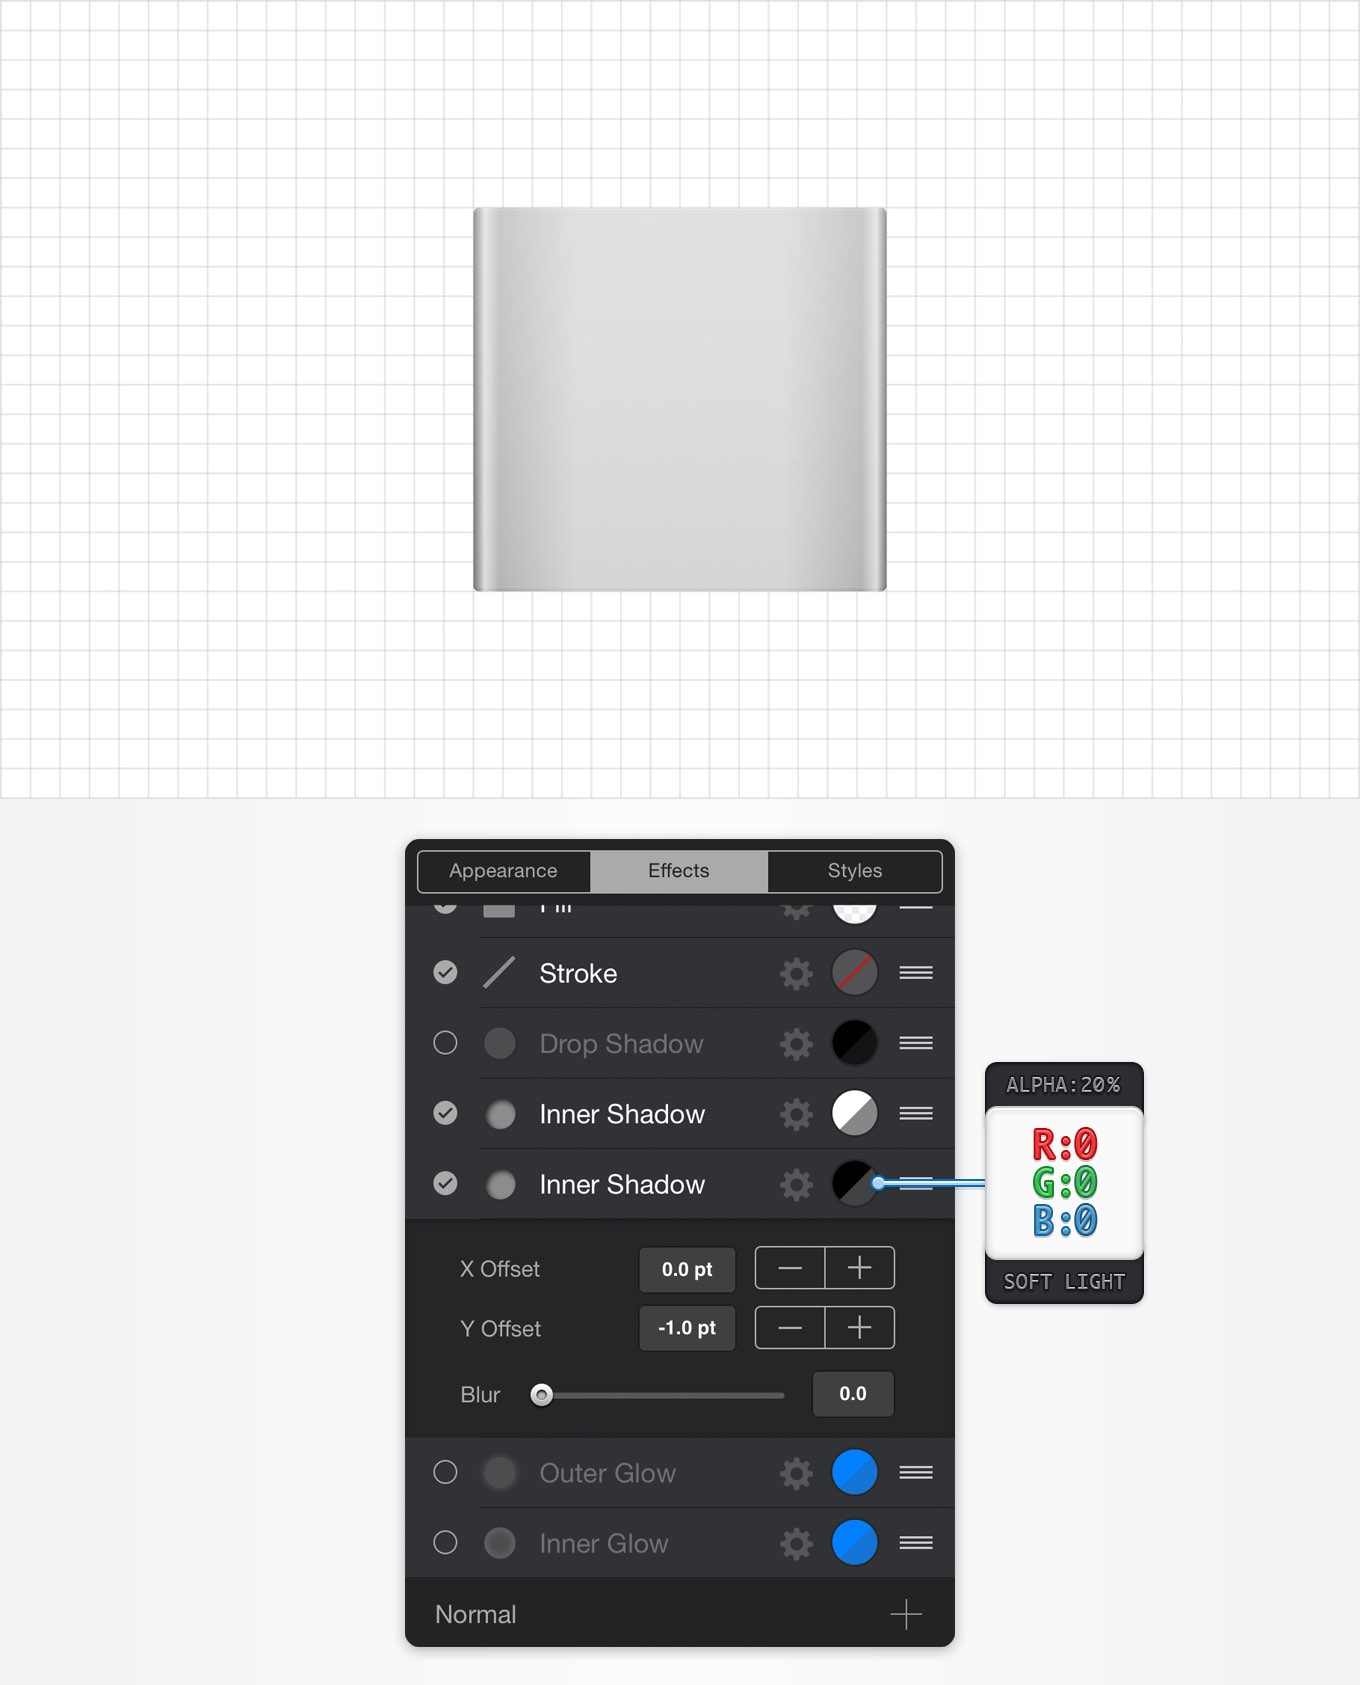 Appearance
Effects
Styles
Fill
Stroke
Drop Shadow
Inner Shadow
Inner Shadow
ALPHA:20%
R:0
G:0
B:0
SOFT LIGHT
X Offset
0.0 pt
Y Offset
-1.0 pt
Blur
0.0
Outer Glow
Inner Glow
Normal